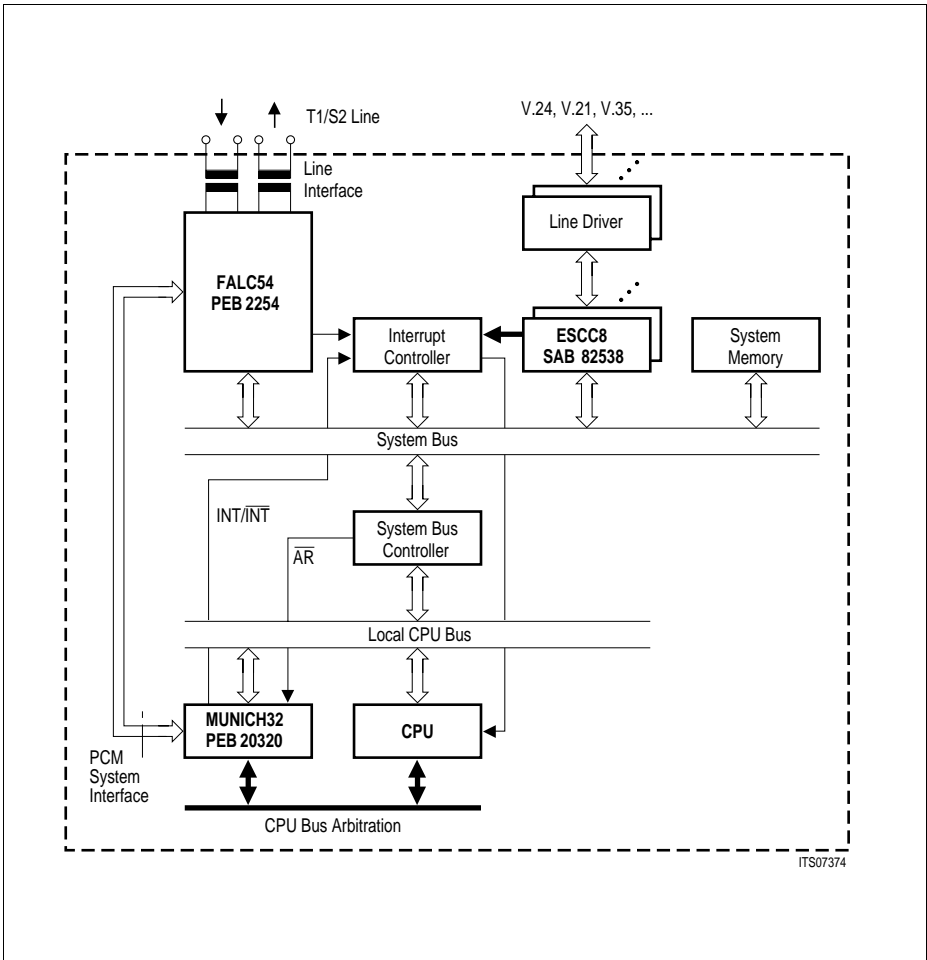 T1/S2 Line
V.24, V.21, V.35, ...
Line
Interface
Line Driver
FALC54
PEB 2254
Interrupt
Controller
ESCC8
SAB 82538
System
Memory
System Bus
INT/I̅N̅T̅
A̅R̅
System Bus
Controller
Local CPU Bus
MUNICH32
PEB 20320
CPU
PCM
System
Interface
CPU Bus Arbitration
ITS07374